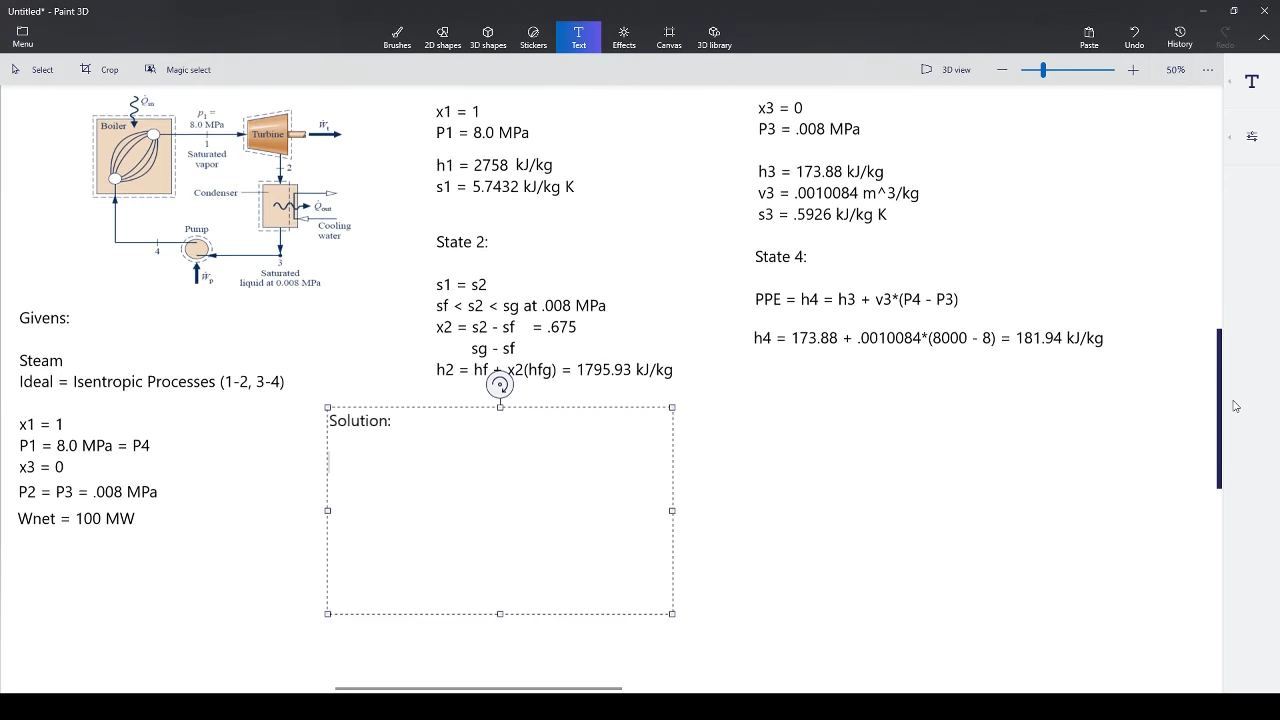 Untitled* - Paint 3D
Menu
Brushes
2D shapes
3D shapes
Stickers
Text
Effects
Canvas
3D library
Paste
Undo
History
Redo
Select
Crop
Magic select
3D view
50%
T
Q̇in
p1 =
8.0 MPa
Boiler
Turbine
Ẇt
1
Saturated
vapor
2
Condenser
Q̇out
Cooling
water
Pump
4
3
Ẇp
Saturated
liquid at 0.008 MPa
Givens:
Steam
Ideal = Isentropic Processes (1-2, 3-4)
x1 = 1
P1 = 8.0 MPa = P4
x3 = 0
P2 = P3 = .008 MPa
Wnet = 100 MW
x1 = 1
P1 = 8.0 MPa
h1 = 2758 kJ/kg
s1 = 5.7432 kJ/kg K
State 2:
s1 = s2
sf < s2 < sg at .008 MPa
x2 = s2 - sf = .675
sg - sf
h2 = hf + x2(hfg) = 1795.93 kJ/kg
Solution:
x3 = 0
P3 = .008 MPa
h3 = 173.88 kJ/kg
v3 = .0010084 m^3/kg
s3 = .5926 kJ/kg K
State 4:
PPE = h4 = h3 + v3*(P4 - P3)
h4 = 173.88 + .0010084*(8000 - 8) = 181.94 kJ/kg